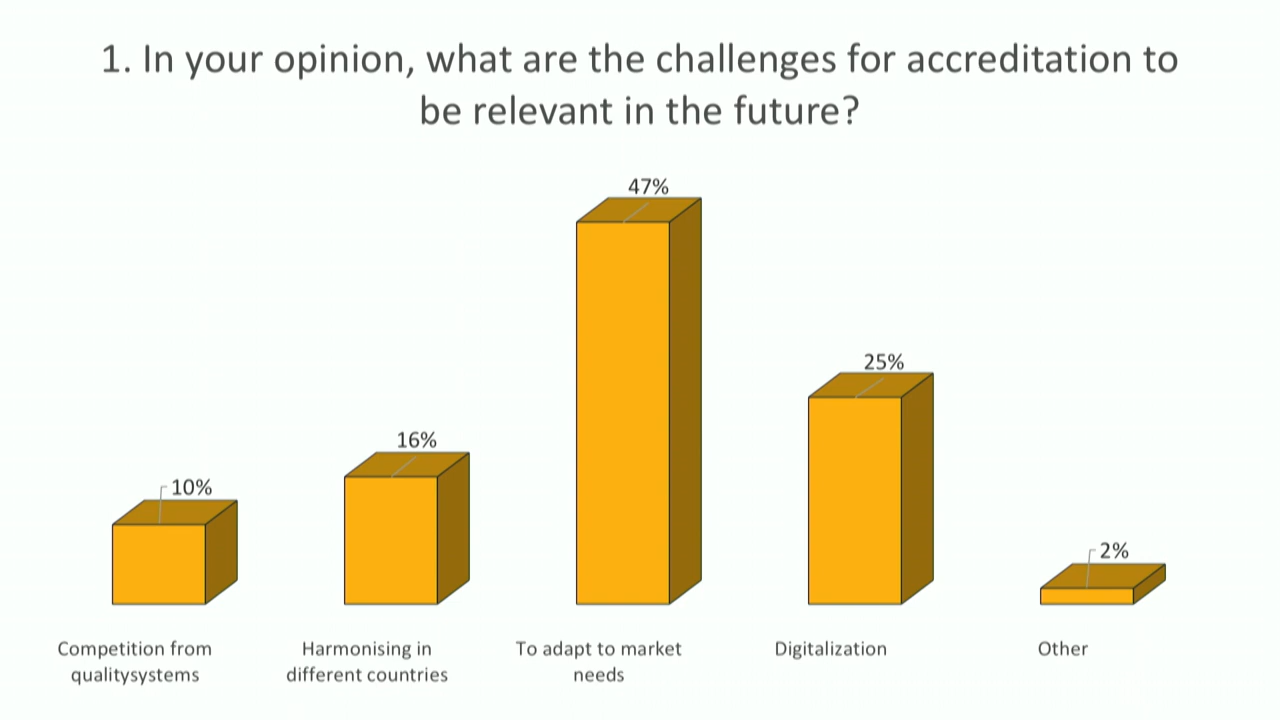 1. In your opinion, what are the challenges for accreditation to
be relevant in the future?
47%
25%
16%
10%
2%
Competition from
qualitysystems
Harmonising in
different countries
To adapt to market
needs
Digitalization
Other